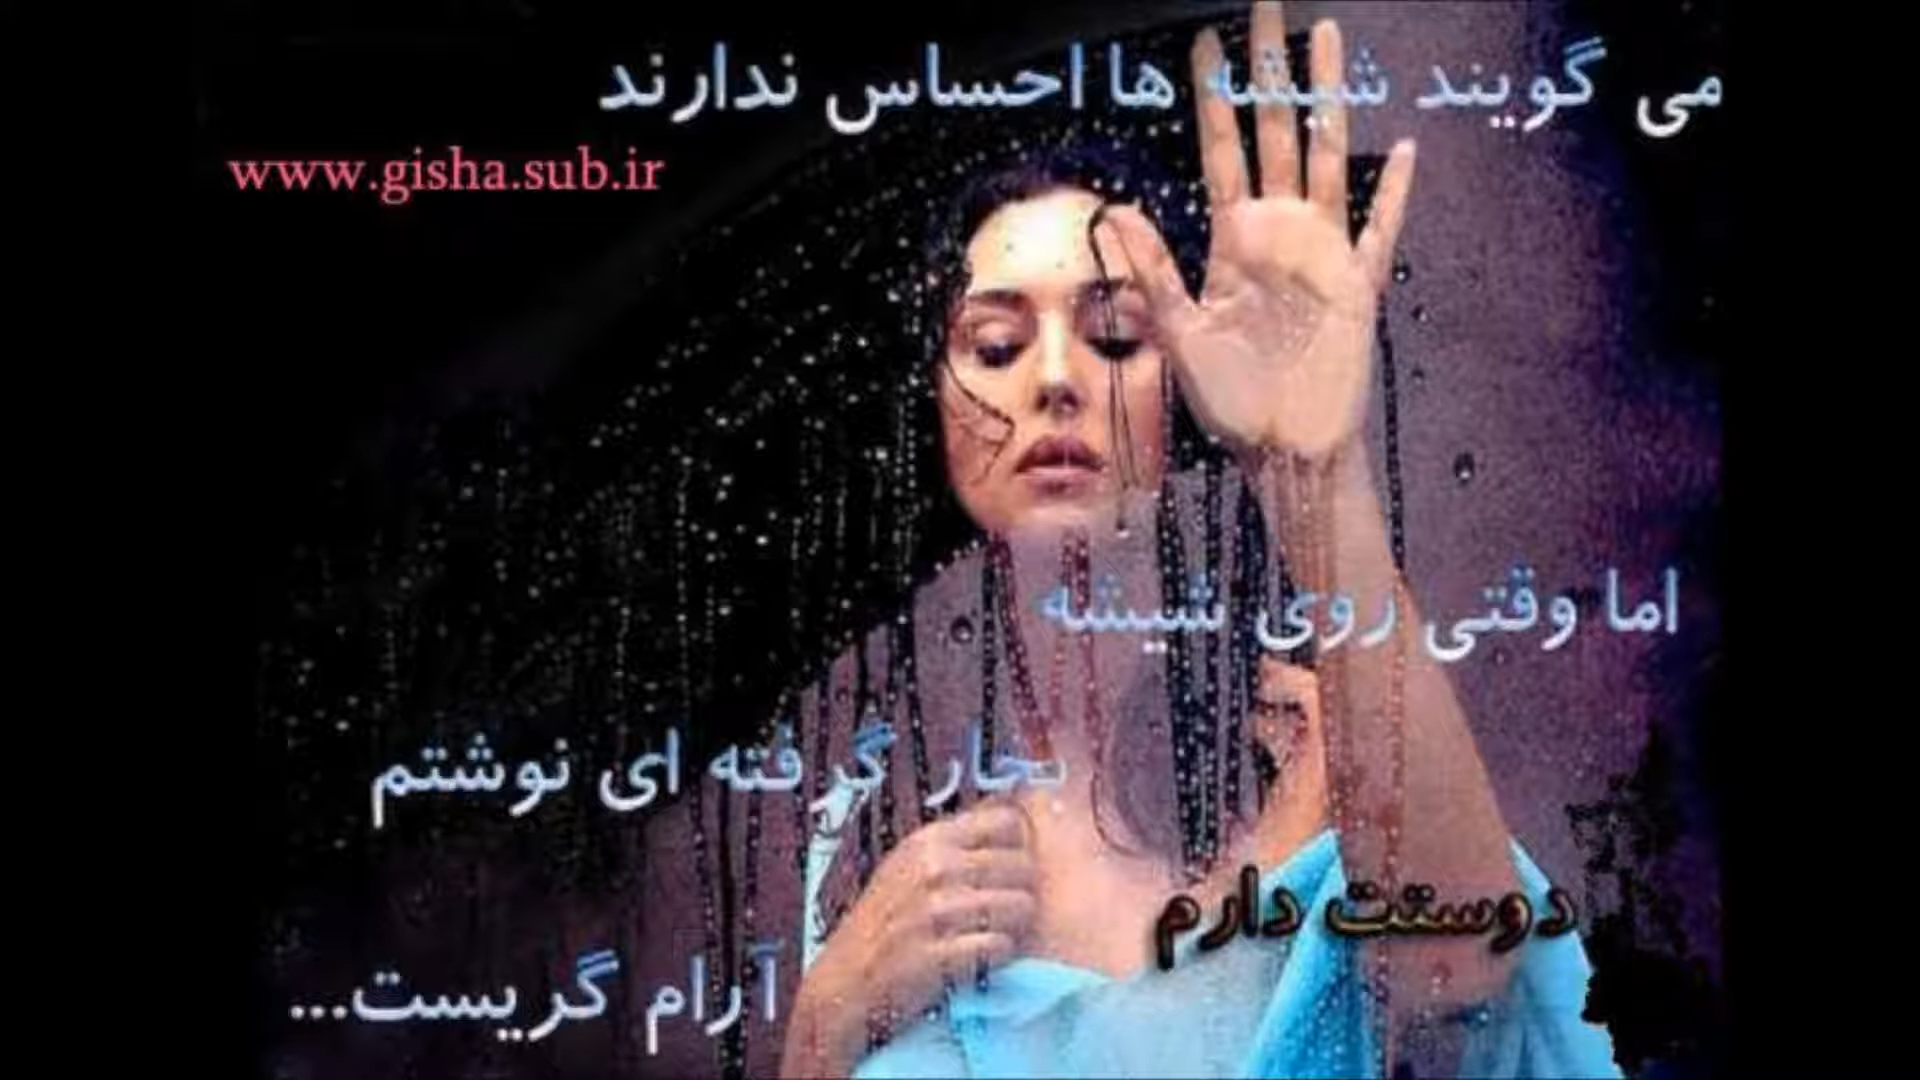 می گویند شیشه ها احساس ندارند
www.gisha.sub.ir
اما وقتی روی شیشه
بخار گرفته ای نوشتم
دوستت دارم
آرام گریست...